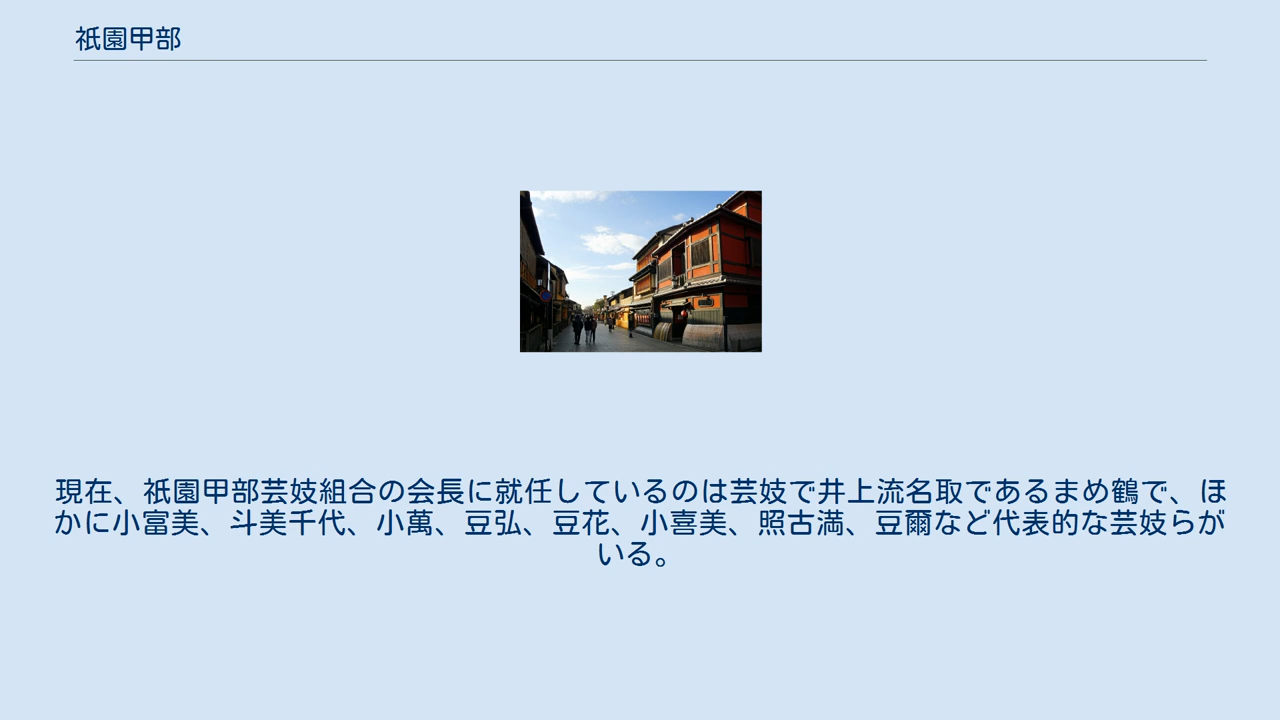 祇園甲部
現在、祇園甲部芸妓組合の会長に就任しているのは芸妓で井上流名取であるまめ鶴で、ほ
かに小富美、斗美千代、小萬、豆弘、豆花、小喜美、照古満、豆爾など代表的な芸妓らが
いる。